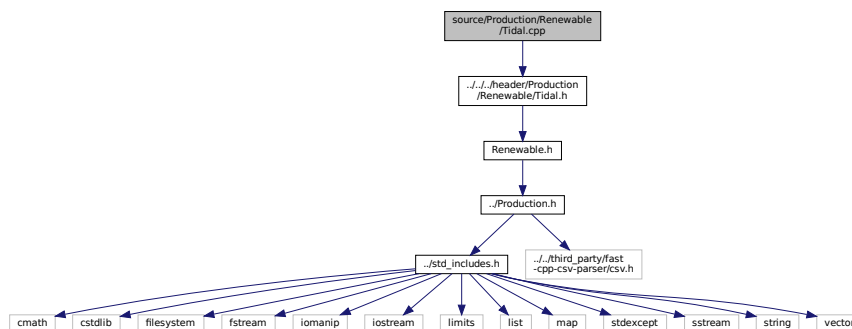 source/Production/Renewable
/Tidal.cpp
../../../header/Production
/Renewable/Tidal.h
Renewable.h
../Production.h
../std_includes.h
../../third_party/fast
-cpp-csv-parser/csv.h
cmath
cstdlib
filesystem
fstream
iomanip
iostream
limits
list
map
stdexcept
sstream
string
vector